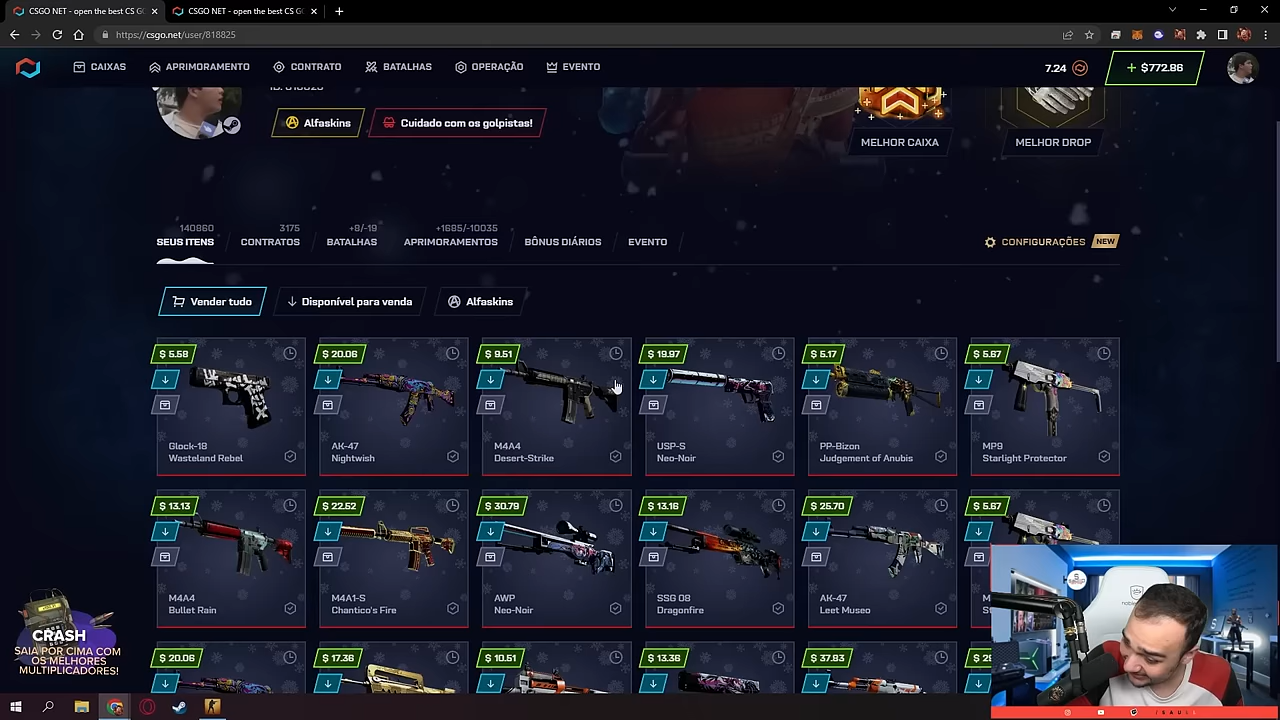 CSGO NET - open the best CS G
CSGO NET - open the best CS G
https://csgo.net/user/818825
CAIXAS
APRIMORAMENTO
CONTRATO
BATALHAS
OPERAÇÃO
EVENTO
7.24
+ $772.86
Alfaskins
Cuidado com os golpistas!
MELHOR CAIXA
MELHOR DROP
140860
3175
+8/-19
+1685/-10035
SEUS ITENS
CONTRATOS
BATALHAS
APRIMORAMENTOS
BÔNUS DIÁRIOS
EVENTO
CONFIGURAÇÕES NEW
Vender tudo
Disponível para venda
Alfaskins
$ 5.58
$ 20.06
$ 9.51
$ 19.97
$ 5.17
$ 5.67
Glock-18
Wasteland Rebel
AK-47
Nightwish
M4A4
Desert-Strike
USP-S
Neo-Noir
PP-Bizon
Judgement of Anubis
MP9
Starlight Protector
$ 13.13
$ 22.52
$ 30.79
$ 13.16
$ 25.70
$ 5.67
M4A4
Bullet Rain
M4A1-S
Chantico's Fire
AWP
Neo-Noir
SSG 08
Dragonfire
AK-47
Leet Museo
$ 20.06
$ 17.36
$ 10.51
$ 13.36
$ 37.83
CRASH
SAIA POR CIMA COM
OS MELHORES
MULTIPLICADORES!